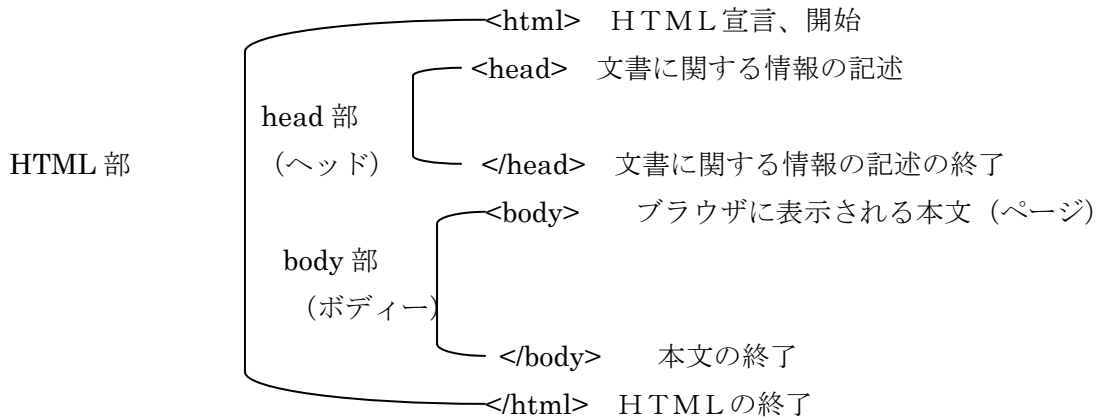 <html> ＨＴＭＬ宣言、開始
<head> 文書に関する情報の記述
head 部
HTML 部 （ヘッド） </head> 文書に関する情報の記述の終了
<body> ブラウザに表示される本文（ページ）
body 部
（ボディー）
</body> 本文の終了
</html> ＨＴＭＬの終了